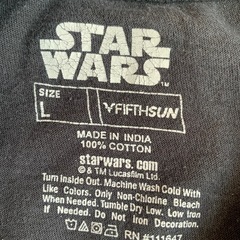 STAR
WARS
SIZE
L
FIFTHSUN
MADE IN INDIA
100% COTTON
starwars.com
© & TM Lucasfilm Ltd.
Turn Inside Out. Machine Wash Cold With
Like Colors. Only Non-Chlorine Bleach
When Needed. Tumble Dry Low. Low Iron
If Needed. Do Not Iron Decoration.
RN #111647